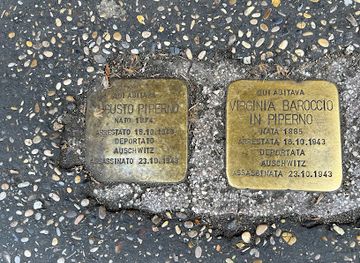 QUI ABITAVA
AUGUSTO PIPERNO
NATO 1874
ARRESTATO 16.10.1943
DEPORTATO
AUSCHWITZ
ASSASSINATO 23.10.1943
QUI ABITAVA
VIRGINIA BAROCCIO
IN PIPERNO
NATA 1885
ARRESTATA 16.10.1943
DEPORTATA
AUSCHWITZ
ASSASSINATA 23.10.1943